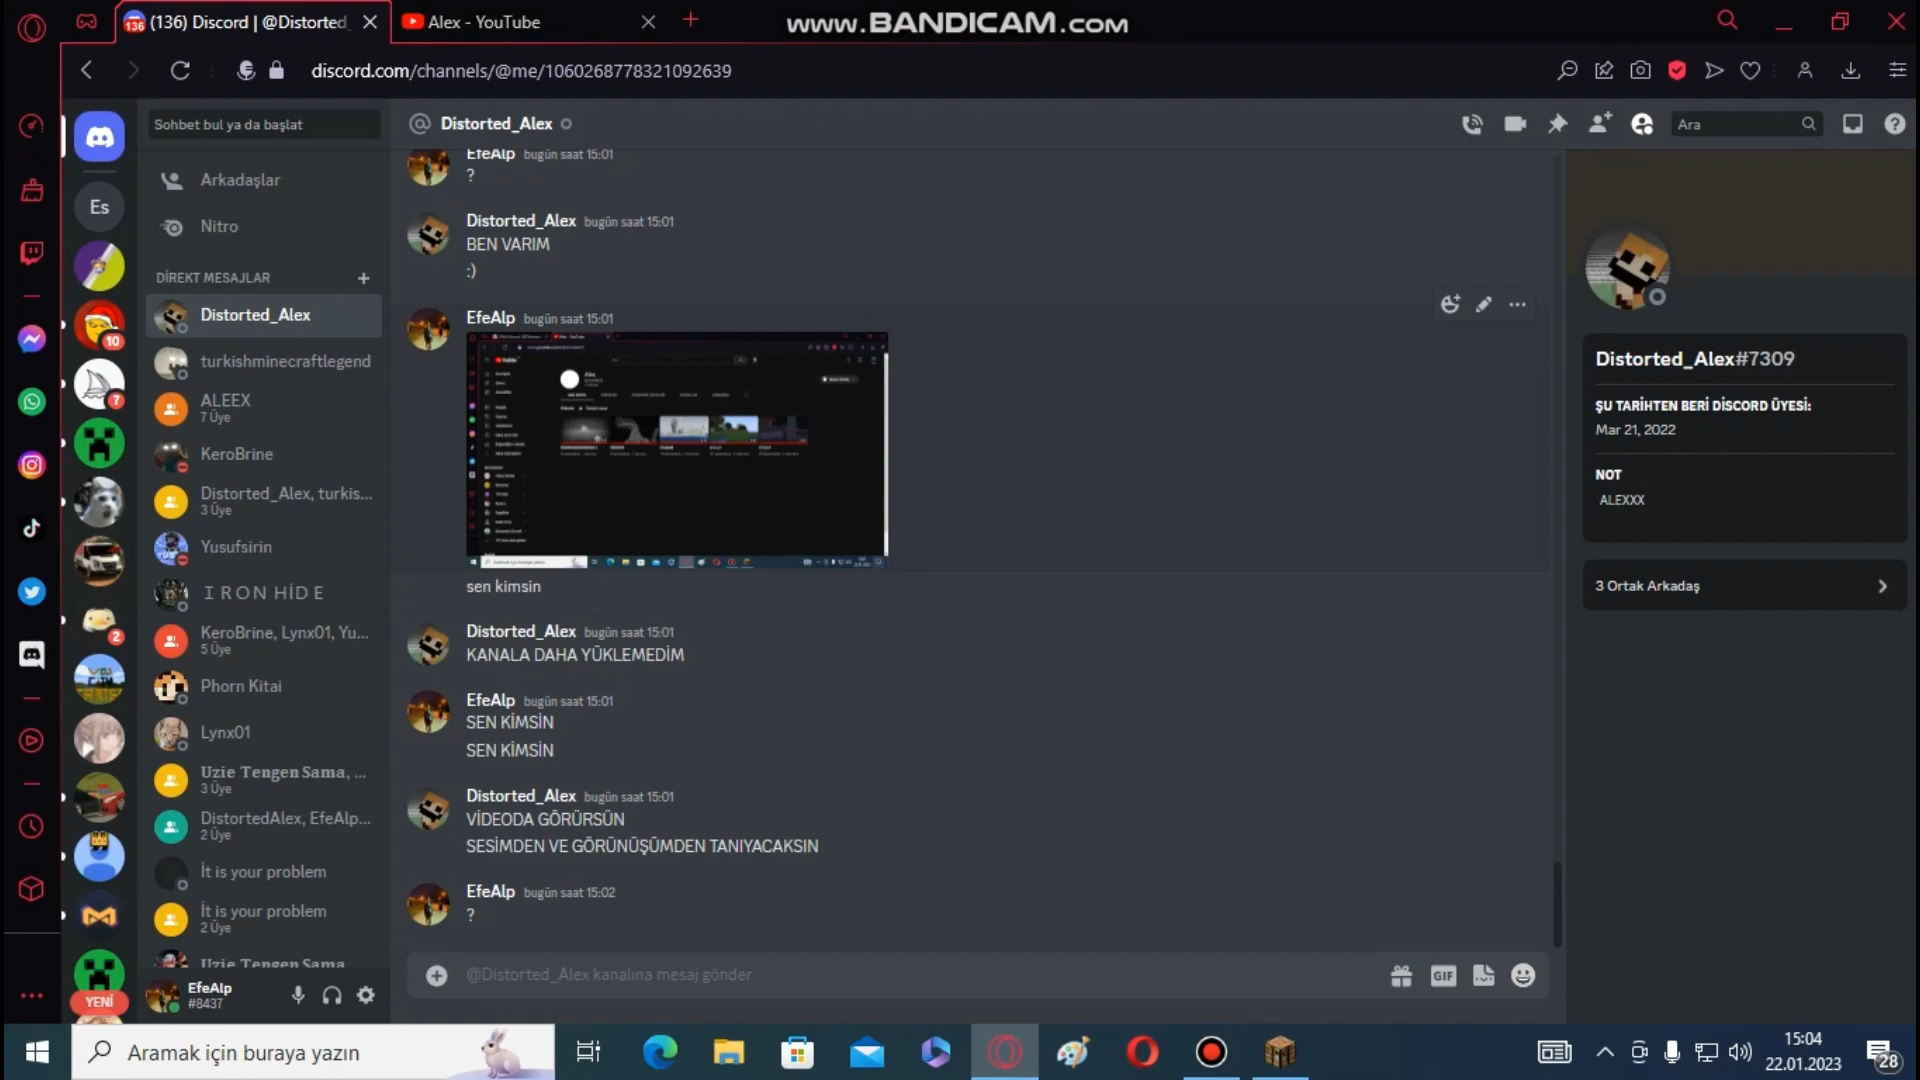 (136) Discord | @Distorted_
Alex - YouTube
www.BANDICAM.com
136
discord.com/channels/@me/1060268778321092639
Sohbet bul ya da başlat
Distorted_Alex
Ara
Arkadaşlar
Es
Nitro
DİREKT MESAJLAR
Distorted_Alex
turkishminecraftlegend
10
ALEEX
7 Üye
7
KeroBrine
Distorted_Alex, turkis...
3 Üye
Yusufsirin
I R O N H İ D E
2
KeroBrine, Lynx01, Yu...
5 Üye
Phorn Kitai
Lynx01
Uzie Tengen Sama, ...
3 Üye
DistortedAlex, EfeAlp...
2 Üye
İt is your problem
İt is your problem
2 Üye
Uzie Tengen Sama
YENİ
EfeAlp
#8437
EfeAlp bugün saat 15:01
?
Distorted_Alex bugün saat 15:01
BEN VARIM
:)
EfeAlp bugün saat 15:01
sen kimsin
Distorted_Alex bugün saat 15:01
KANALA DAHA YÜKLEMEDİM
EfeAlp bugün saat 15:01
SEN KİMSİN
SEN KİMSİN
Distorted_Alex bugün saat 15:01
VİDEODA GÖRÜRSÜN
SESİMDEN VE GÖRÜNÜŞÜMDEN TANIYACAKSIN
EfeAlp bugün saat 15:02
?
@Distorted_Alex kanalına mesaj gönder
GIF
Distorted_Alex#7309
ŞU TARİHTEN BERİ DİSCORD ÜYESİ:
Mar 21, 2022
NOT
ALEXXX
3 Ortak Arkadaş
Aramak için buraya yazın
15:04
22.01.2023
28